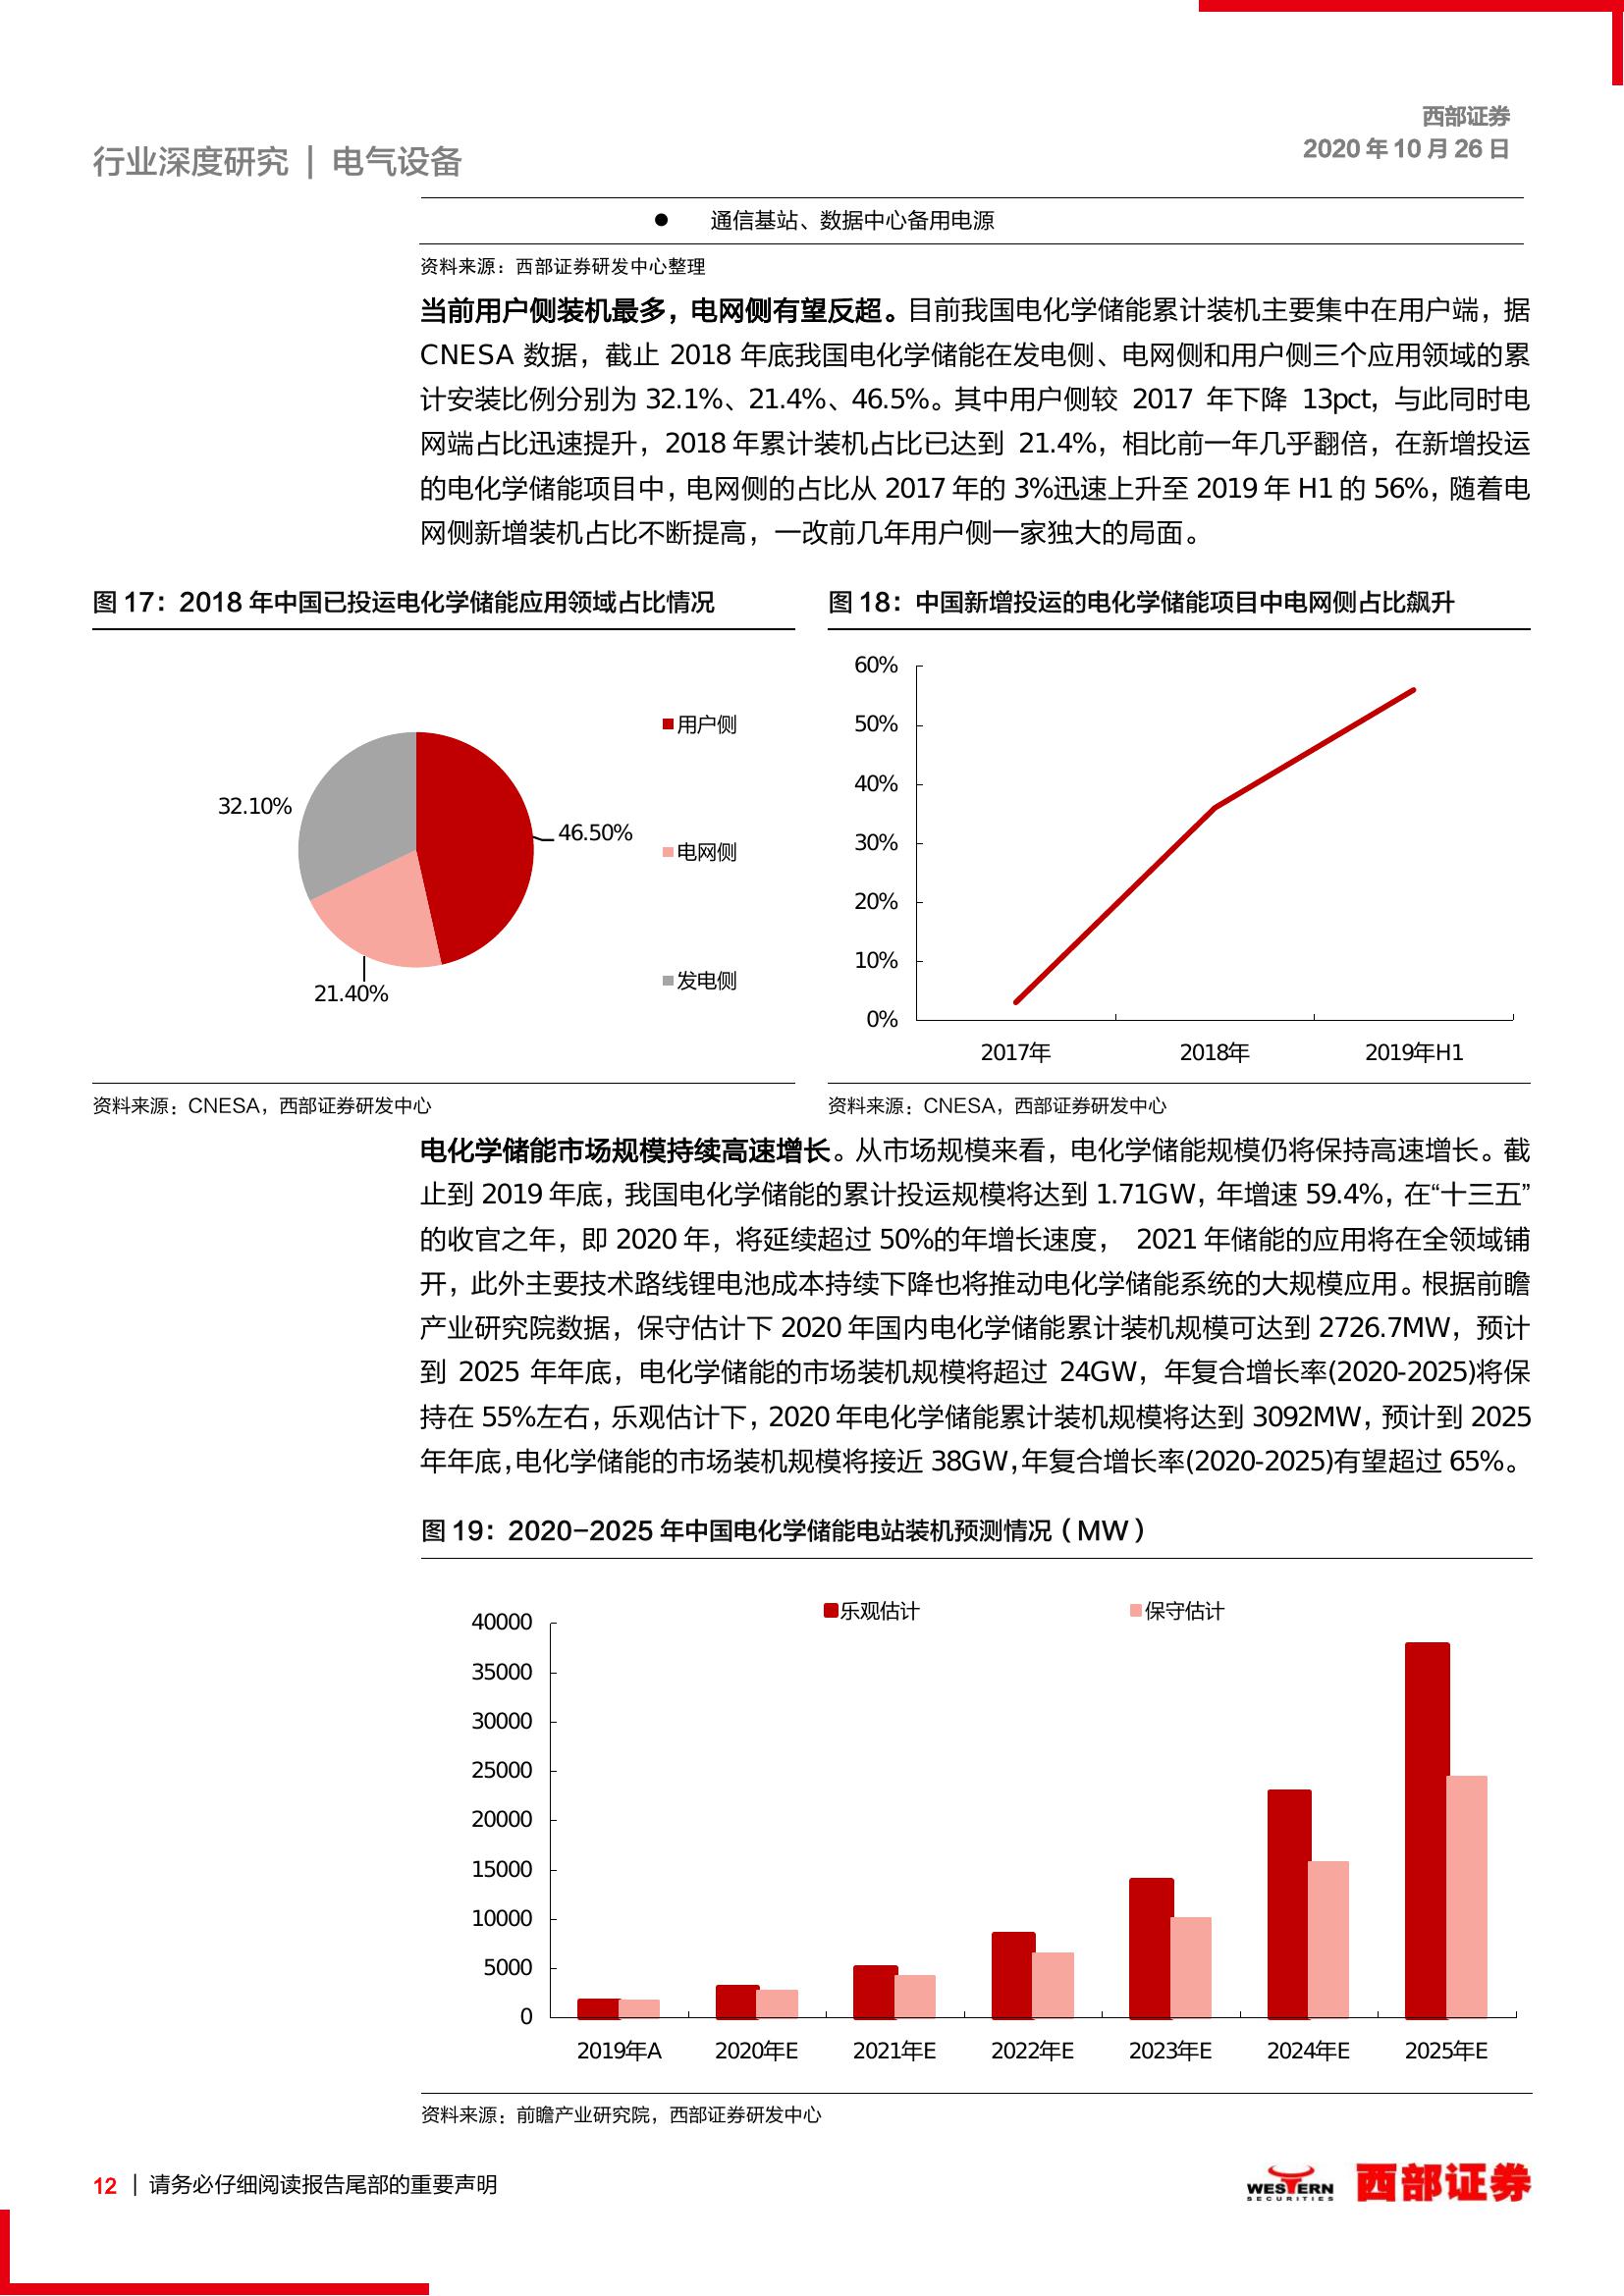 西部证券
2020 年 10 月 26 日
行业深度研究 | 电气设备
● 通信基站、数据中心备用电源
资料来源：西部证券研发中心整理
当前用户侧装机最多，电网侧有望反超。目前我国电化学储能累计装机主要集中在用户端，据
CNESA 数据，截止 2018 年底我国电化学储能在发电侧、电网侧和用户侧三个应用领域的累
计安装比例分别为 32.1%、21.4%、46.5%。其中用户侧较 2017 年下降 13pct，与此同时电
网端占比迅速提升，2018 年累计装机占比已达到 21.4%，相比前一年几乎翻倍，在新增投运
的电化学储能项目中，电网侧的占比从 2017 年的 3%迅速上升至 2019 年 H1 的 56%，随着电
网侧新增装机占比不断提高，一改前几年用户侧一家独大的局面。
图 17：2018 年中国已投运电化学储能应用领域占比情况
用户侧
电网侧
发电侧
32.10%
46.50%
21.40%
资料来源：CNESA，西部证券研发中心
图 18：中国新增投运的电化学储能项目中电网侧占比飙升
60%
50%
40%
30%
20%
10%
0%
2017年 2018年 2019年H1
资料来源：CNESA，西部证券研发中心
电化学储能市场规模持续高速增长。从市场规模来看，电化学储能规模仍将保持高速增长。截
止到 2019 年底，我国电化学储能的累计投运规模将达到 1.71GW，年增速 59.4%，在“十三五”
的收官之年，即 2020 年，将延续超过 50%的年增长速度， 2021 年储能的应用将在全领域铺
开，此外主要技术路线锂电池成本持续下降也将推动电化学储能系统的大规模应用。根据前瞻
产业研究院数据，保守估计下 2020 年国内电化学储能累计装机规模可达到 2726.7MW，预计
到 2025 年年底，电化学储能的市场装机规模将超过 24GW，年复合增长率(2020-2025)将保
持在 55%左右，乐观估计下，2020 年电化学储能累计装机规模将达到 3092MW，预计到 2025
年年底，电化学储能的市场装机规模将接近 38GW，年复合增长率(2020-2025)有望超过 65%。
图 19：2020-2025 年中国电化学储能电站装机预测情况（MW）
乐观估计 保守估计
40000
35000
30000
25000
20000
15000
10000
5000
0
2019年A 2020年E 2021年E 2022年E 2023年E 2024年E 2025年E
资料来源：前瞻产业研究院，西部证券研发中心
12 | 请务必仔细阅读报告尾部的重要声明
WESTERN
SECURITIES
西部证券